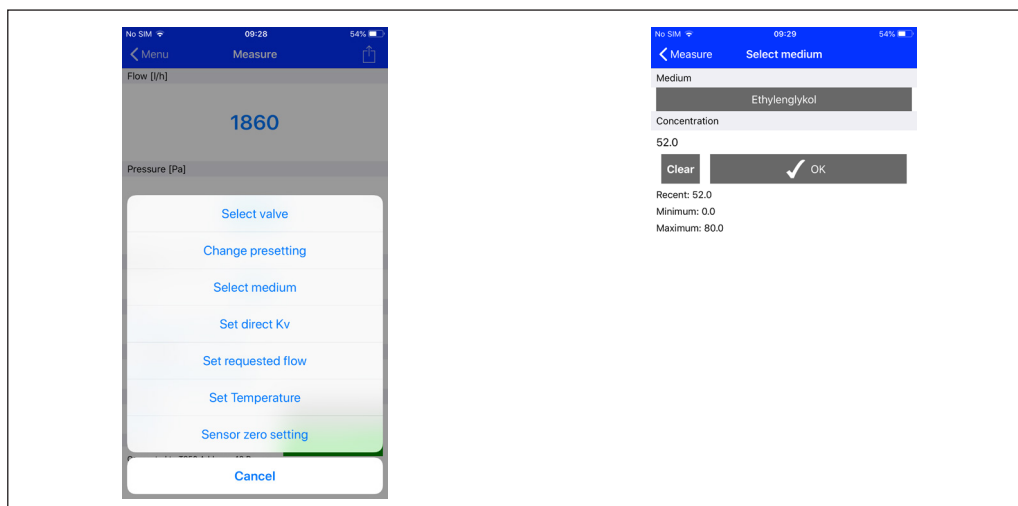 No SIM 09:28 54%
Menu Measure
Flow [l/h]
1860
Pressure [Pa]
Select valve
Change presetting
Select medium
Set direct Kv
Set requested flow
Set Temperature
Sensor zero setting
Cancel
No SIM 09:29 54%
Measure Select medium
Medium
Ethylenglykol
Concentration
52.0
Clear OK
Recent: 52.0
Minimum: 0.0
Maximum: 80.0